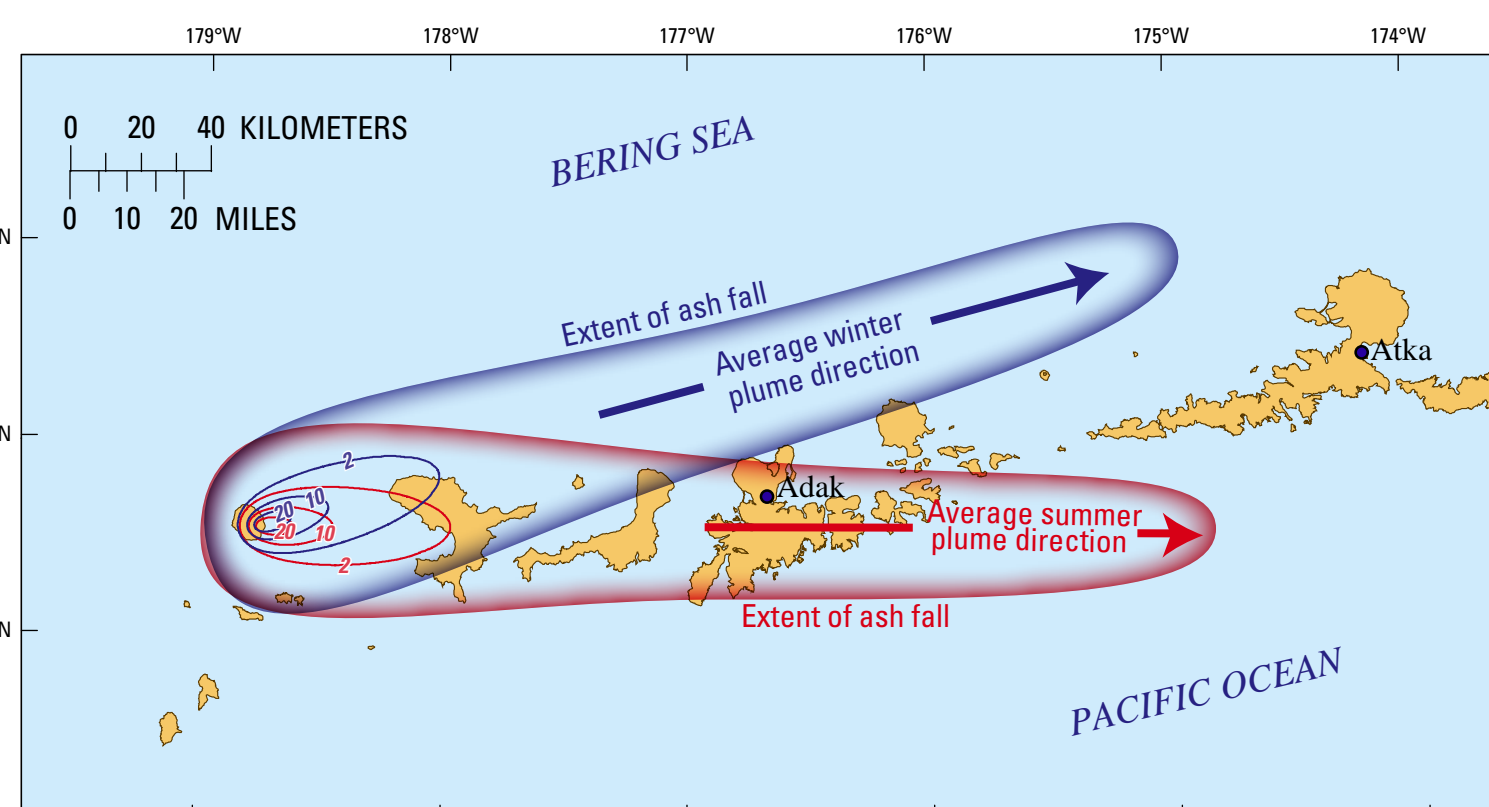 179°W 178°W 177°W 176°W 175°W 174°W
0 20 40 KILOMETERS
0 10 20 MILES
BERING SEA
N
Extent of ash fall
Average winter
plume direction
Atka
N
2
10
20
20
10
2
Adak
Average summer
plume direction
Extent of ash fall
N
PACIFIC OCEAN